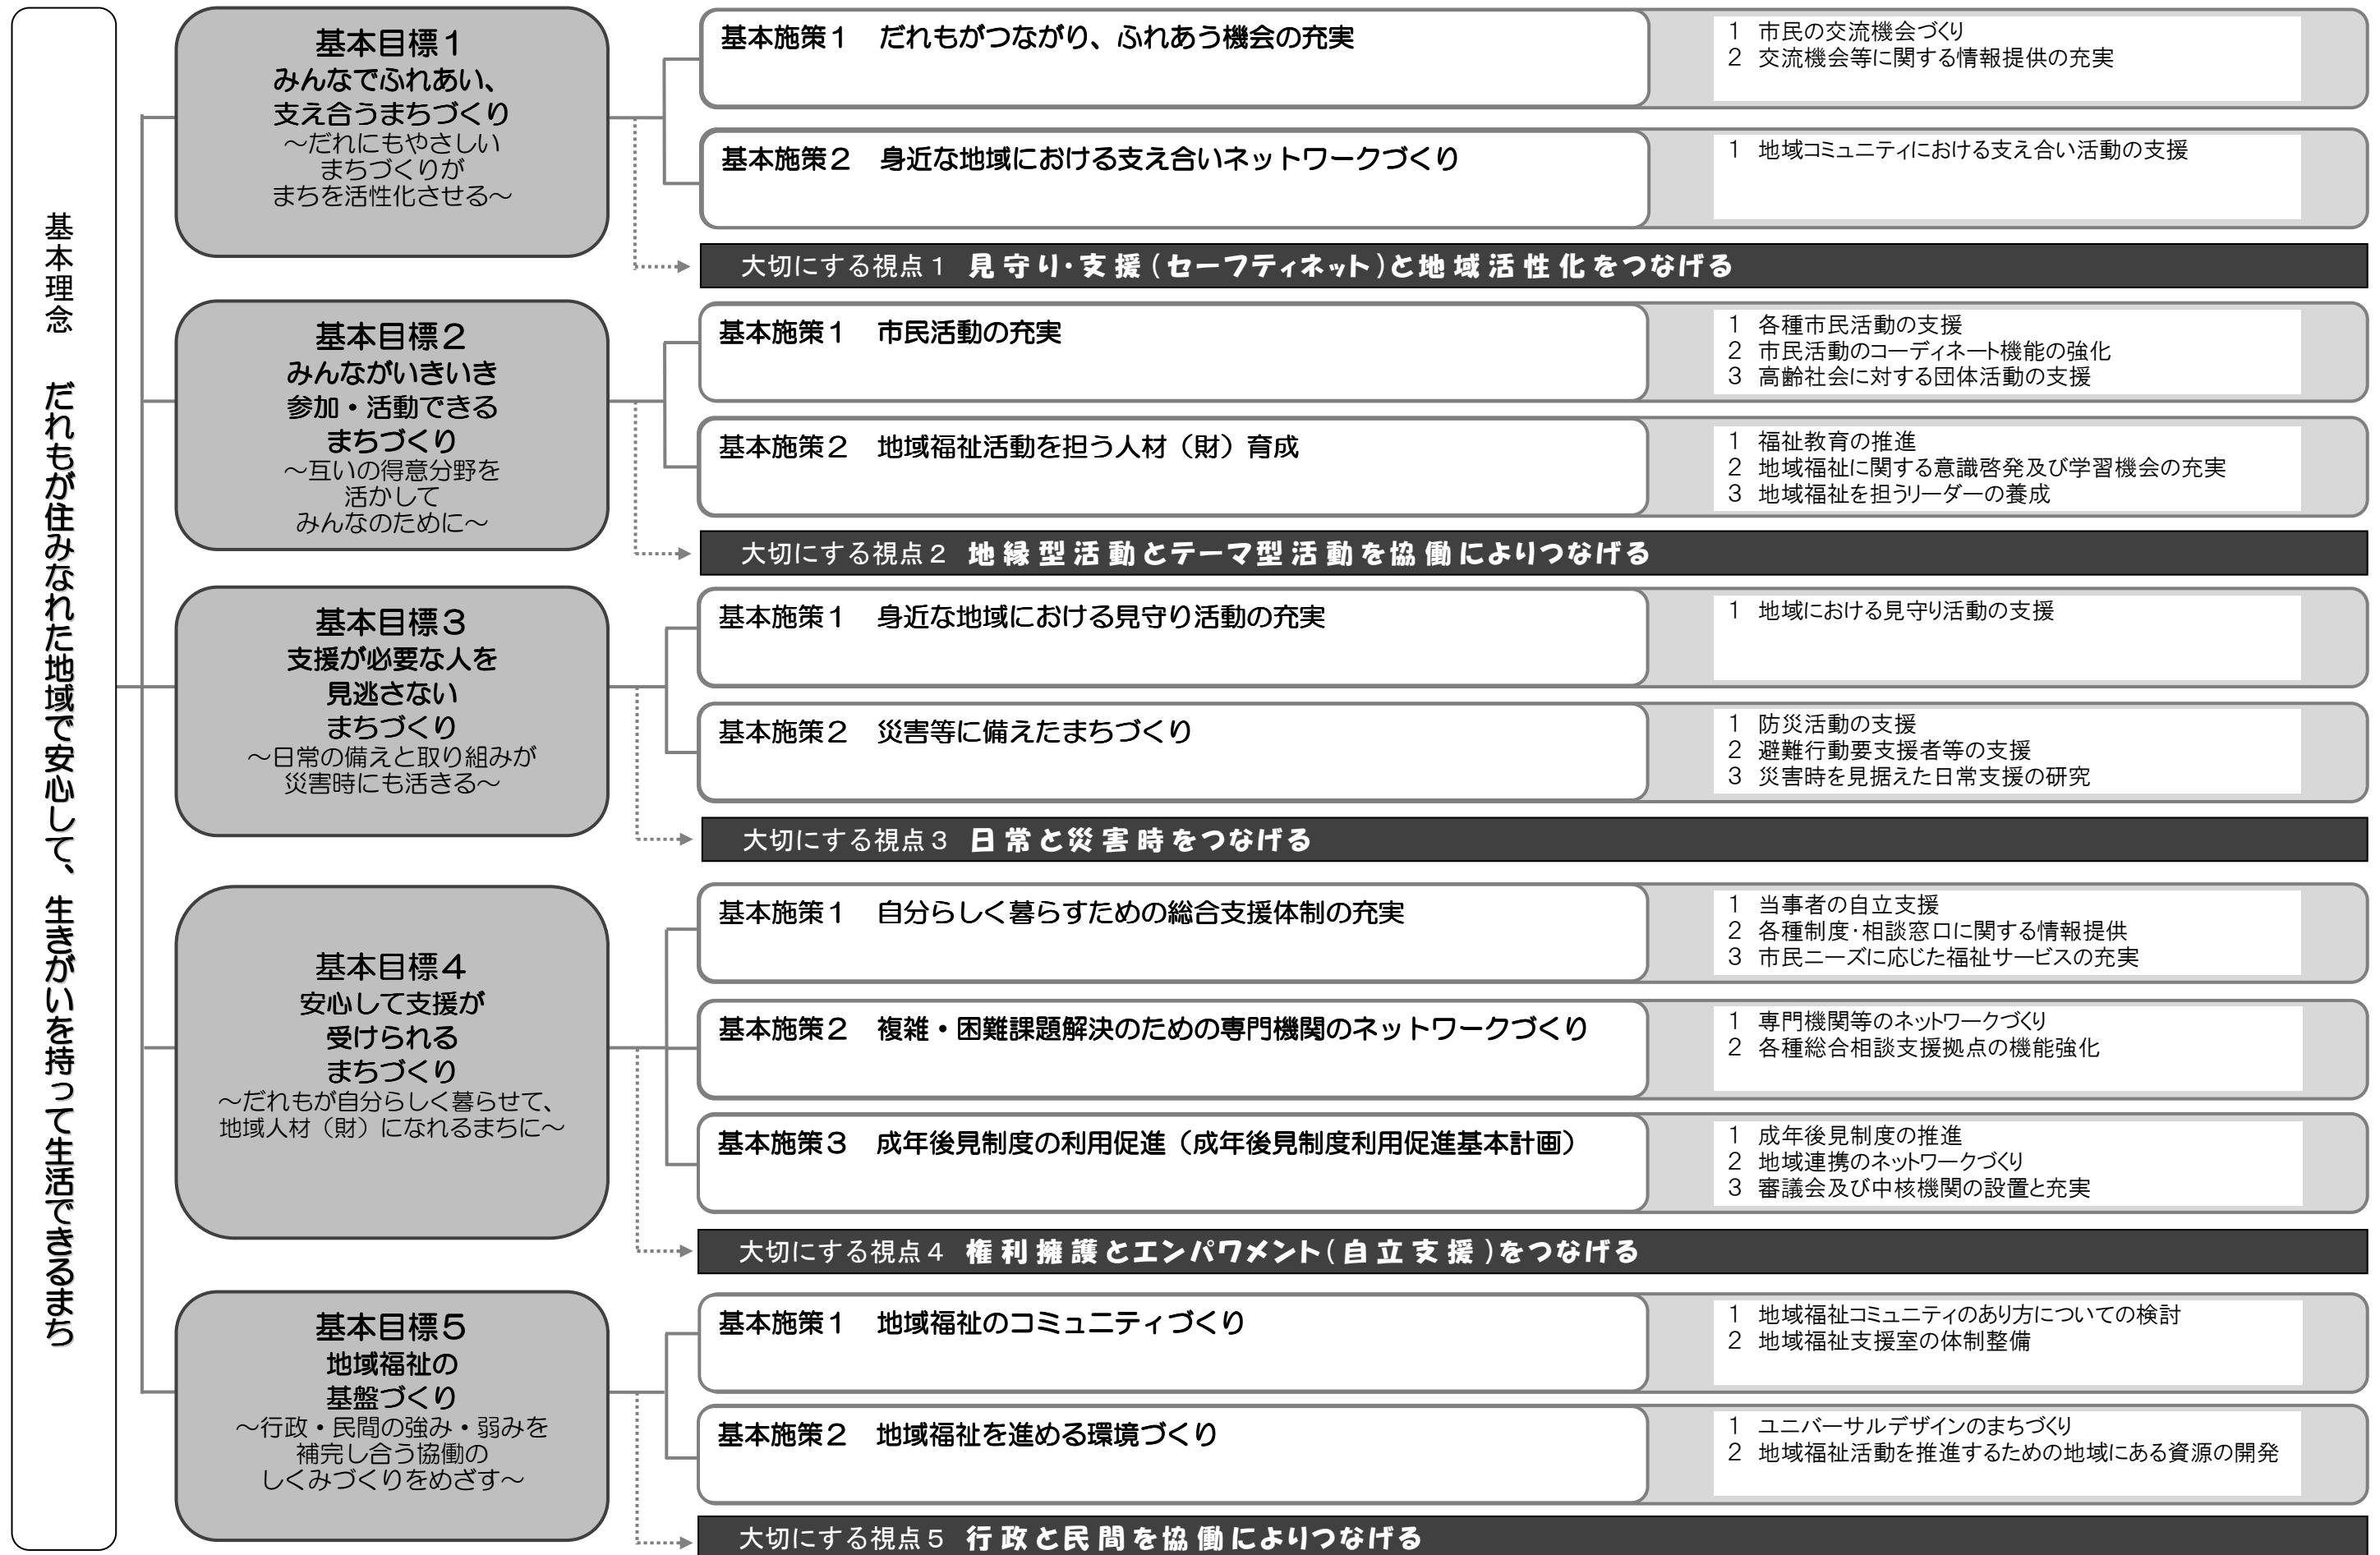 基本理念　だれもが住みなれた地域で安心して、生きがいを持って生活できるまち
基本目標１
みんなでふれあい、
支え合うまちづくり
～だれにもやさしい
まちづくりが
まちを活性化させる～
基本施策１　だれもがつながり、ふれあう機会の充実
1 市民の交流機会づくり
2 交流機会等に関する情報提供の充実
基本施策２　身近な地域における支え合いネットワークづくり
1 地域コミュニティにおける支え合い活動の支援
大切にする視点１ 見守り・支援（セーフティネット）と地域活性化をつなげる
基本目標２
みんながいきいき
参加・活動できる
まちづくり
～互いの得意分野を
活かして
みんなのために～
基本施策１　市民活動の充実
1 各種市民活動の支援
2 市民活動のコーディネート機能の強化
3 高齢社会に対する団体活動の支援
基本施策２　地域福祉活動を担う人材（財）育成
1 福祉教育の推進
2 地域福祉に関する意識啓発及び学習機会の充実
3 地域福祉を担うリーダーの養成
大切にする視点２ 地縁型活動とテーマ型活動を協働によりつなげる
基本目標３
支援が必要な人を
見逃さない
まちづくり
～日常の備えと取り組みが
災害時にも活きる～
基本施策１　身近な地域における見守り活動の充実
1 地域における見守り活動の支援
基本施策２　災害等に備えたまちづくり
1 防災活動の支援
2 避難行動要支援者等の支援
3 災害時を見据えた日常支援の研究
大切にする視点３ 日常と災害時をつなげる
基本目標４
安心して支援が
受けられる
まちづくり
～だれもが自分らしく暮らせて、
地域人材（財）になれるまちに～
基本施策１　自分らしく暮らすための総合支援体制の充実
1 当事者の自立支援
2 各種制度・相談窓口に関する情報提供
3 市民ニーズに応じた福祉サービスの充実
基本施策２　複雑・困難課題解決のための専門機関のネットワークづくり
1 専門機関等のネットワークづくり
2 各種総合相談支援拠点の機能強化
基本施策３　成年後見制度の利用促進（成年後見制度利用促進基本計画）
1 成年後見制度の推進
2 地域連携のネットワークづくり
3 審議会及び中核機関の設置と充実
大切にする視点４ 権利擁護とエンパワメント（自立支援）をつなげる
基本目標５
地域福祉の
基盤づくり
～行政・民間の強み・弱みを
補完し合う協働の
しくみづくりをめざす～
基本施策１　地域福祉のコミュニティづくり
1 地域福祉コミュニティのあり方についての検討
2 地域福祉支援室の体制整備
基本施策２　地域福祉を進める環境づくり
1 ユニバーサルデザインのまちづくり
2 地域福祉活動を推進するための地域にある資源の開発
大切にする視点５ 行政と民間を協働によりつなげる